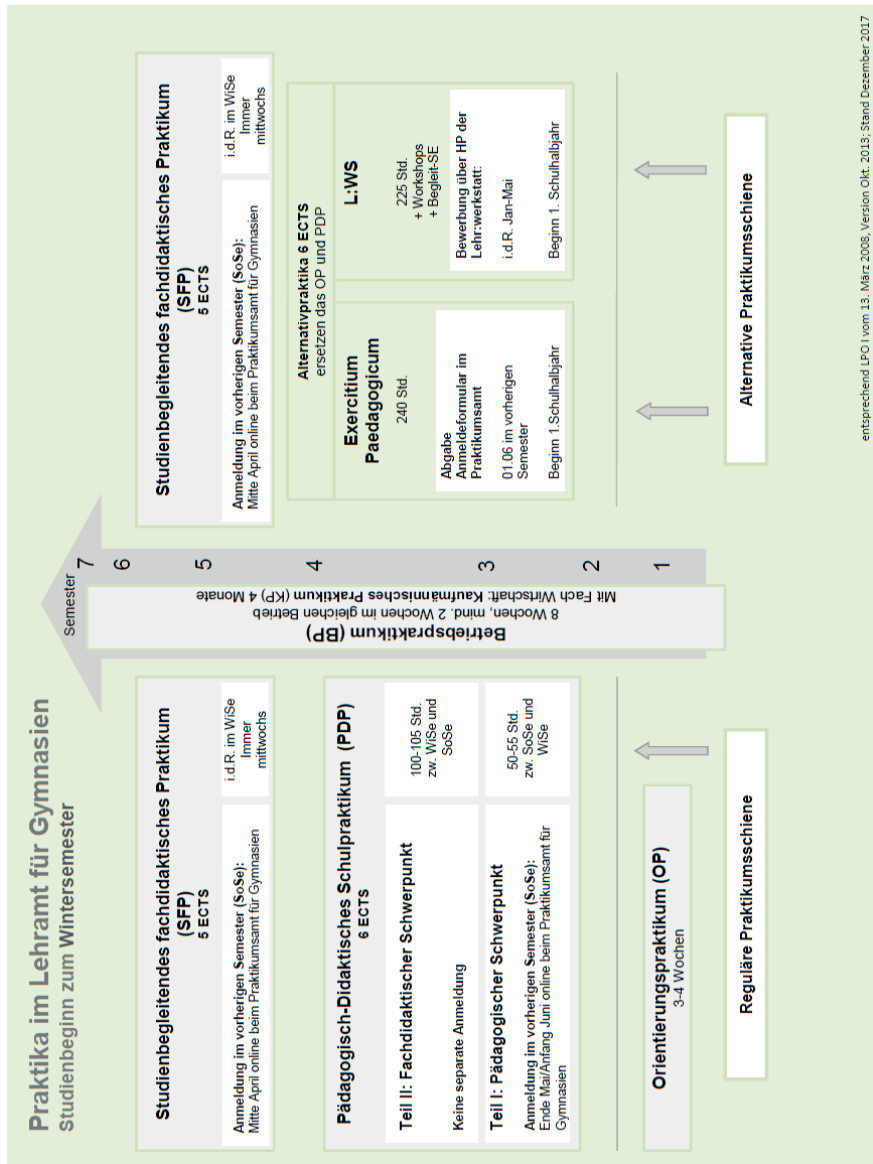 Praktika im Lehramt für Gymnasien
Studienbeginn zum Wintersemester
Studienbegleitendes fachdidaktisches Praktikum
(SFP)
5 ECTS
Anmeldung im vorherigen Semester (SoSe):
Mitte April online beim Praktikumsamt für Gymnasien
i.d.R. im WiSe
Immer
mittwochs
Pädagogisch-Didaktisches Schulpraktikum (PDP)
6 ECTS
Teil II: Fachdidaktischer Schwerpunkt
Keine separate Anmeldung
100-105 Std.
zw. WiSe und
SoSe
Teil I: Pädagogischer Schwerpunkt
Anmeldung im vorherigen Semester (SoSe):
Ende Mai/Anfang Juni online beim Praktikumsamt für
Gymnasien
50-55 Std.
zw. SoSe und
WiSe
Orientierungspraktikum (OP)
3-4 Wochen
Reguläre Praktikumsschiene
Semester
7
6
5
4
3
2
1
Betriebspraktikum (BP)
8 Wochen, mind. 2 Wochen im gleichen Betrieb
Mit Fach Wirtschaft: Kaufmännisches Praktikum (KP) 4 Monate
Studienbegleitendes fachdidaktisches Praktikum
(SFP)
5 ECTS
Anmeldung im vorherigen Semester (SoSe):
Mitte April online beim Praktikumsamt für Gymnasien
i.d.R. im WiSe
Immer
mittwochs
Alternativpraktika 6 ECTS
ersetzen das OP und PDP
Exercitium
Paedagogicum
240 Std.
Abgabe
Anmeldeformular im
Praktikumsamt
01.06 im vorherigen
Semester
Beginn 1.Schulhalbjahr
L:WS
225 Std.
+ Workshops
+ Begleit-SE
Bewerbung über HP der
Lehr:werkstatt:
i.d.R. Jan-Mai
Beginn 1. Schulhalbjahr
Alternative Praktikumsschiene
entsprechend LPO I vom 13. März 2008, Version Okt. 2013; Stand Dezember 2017